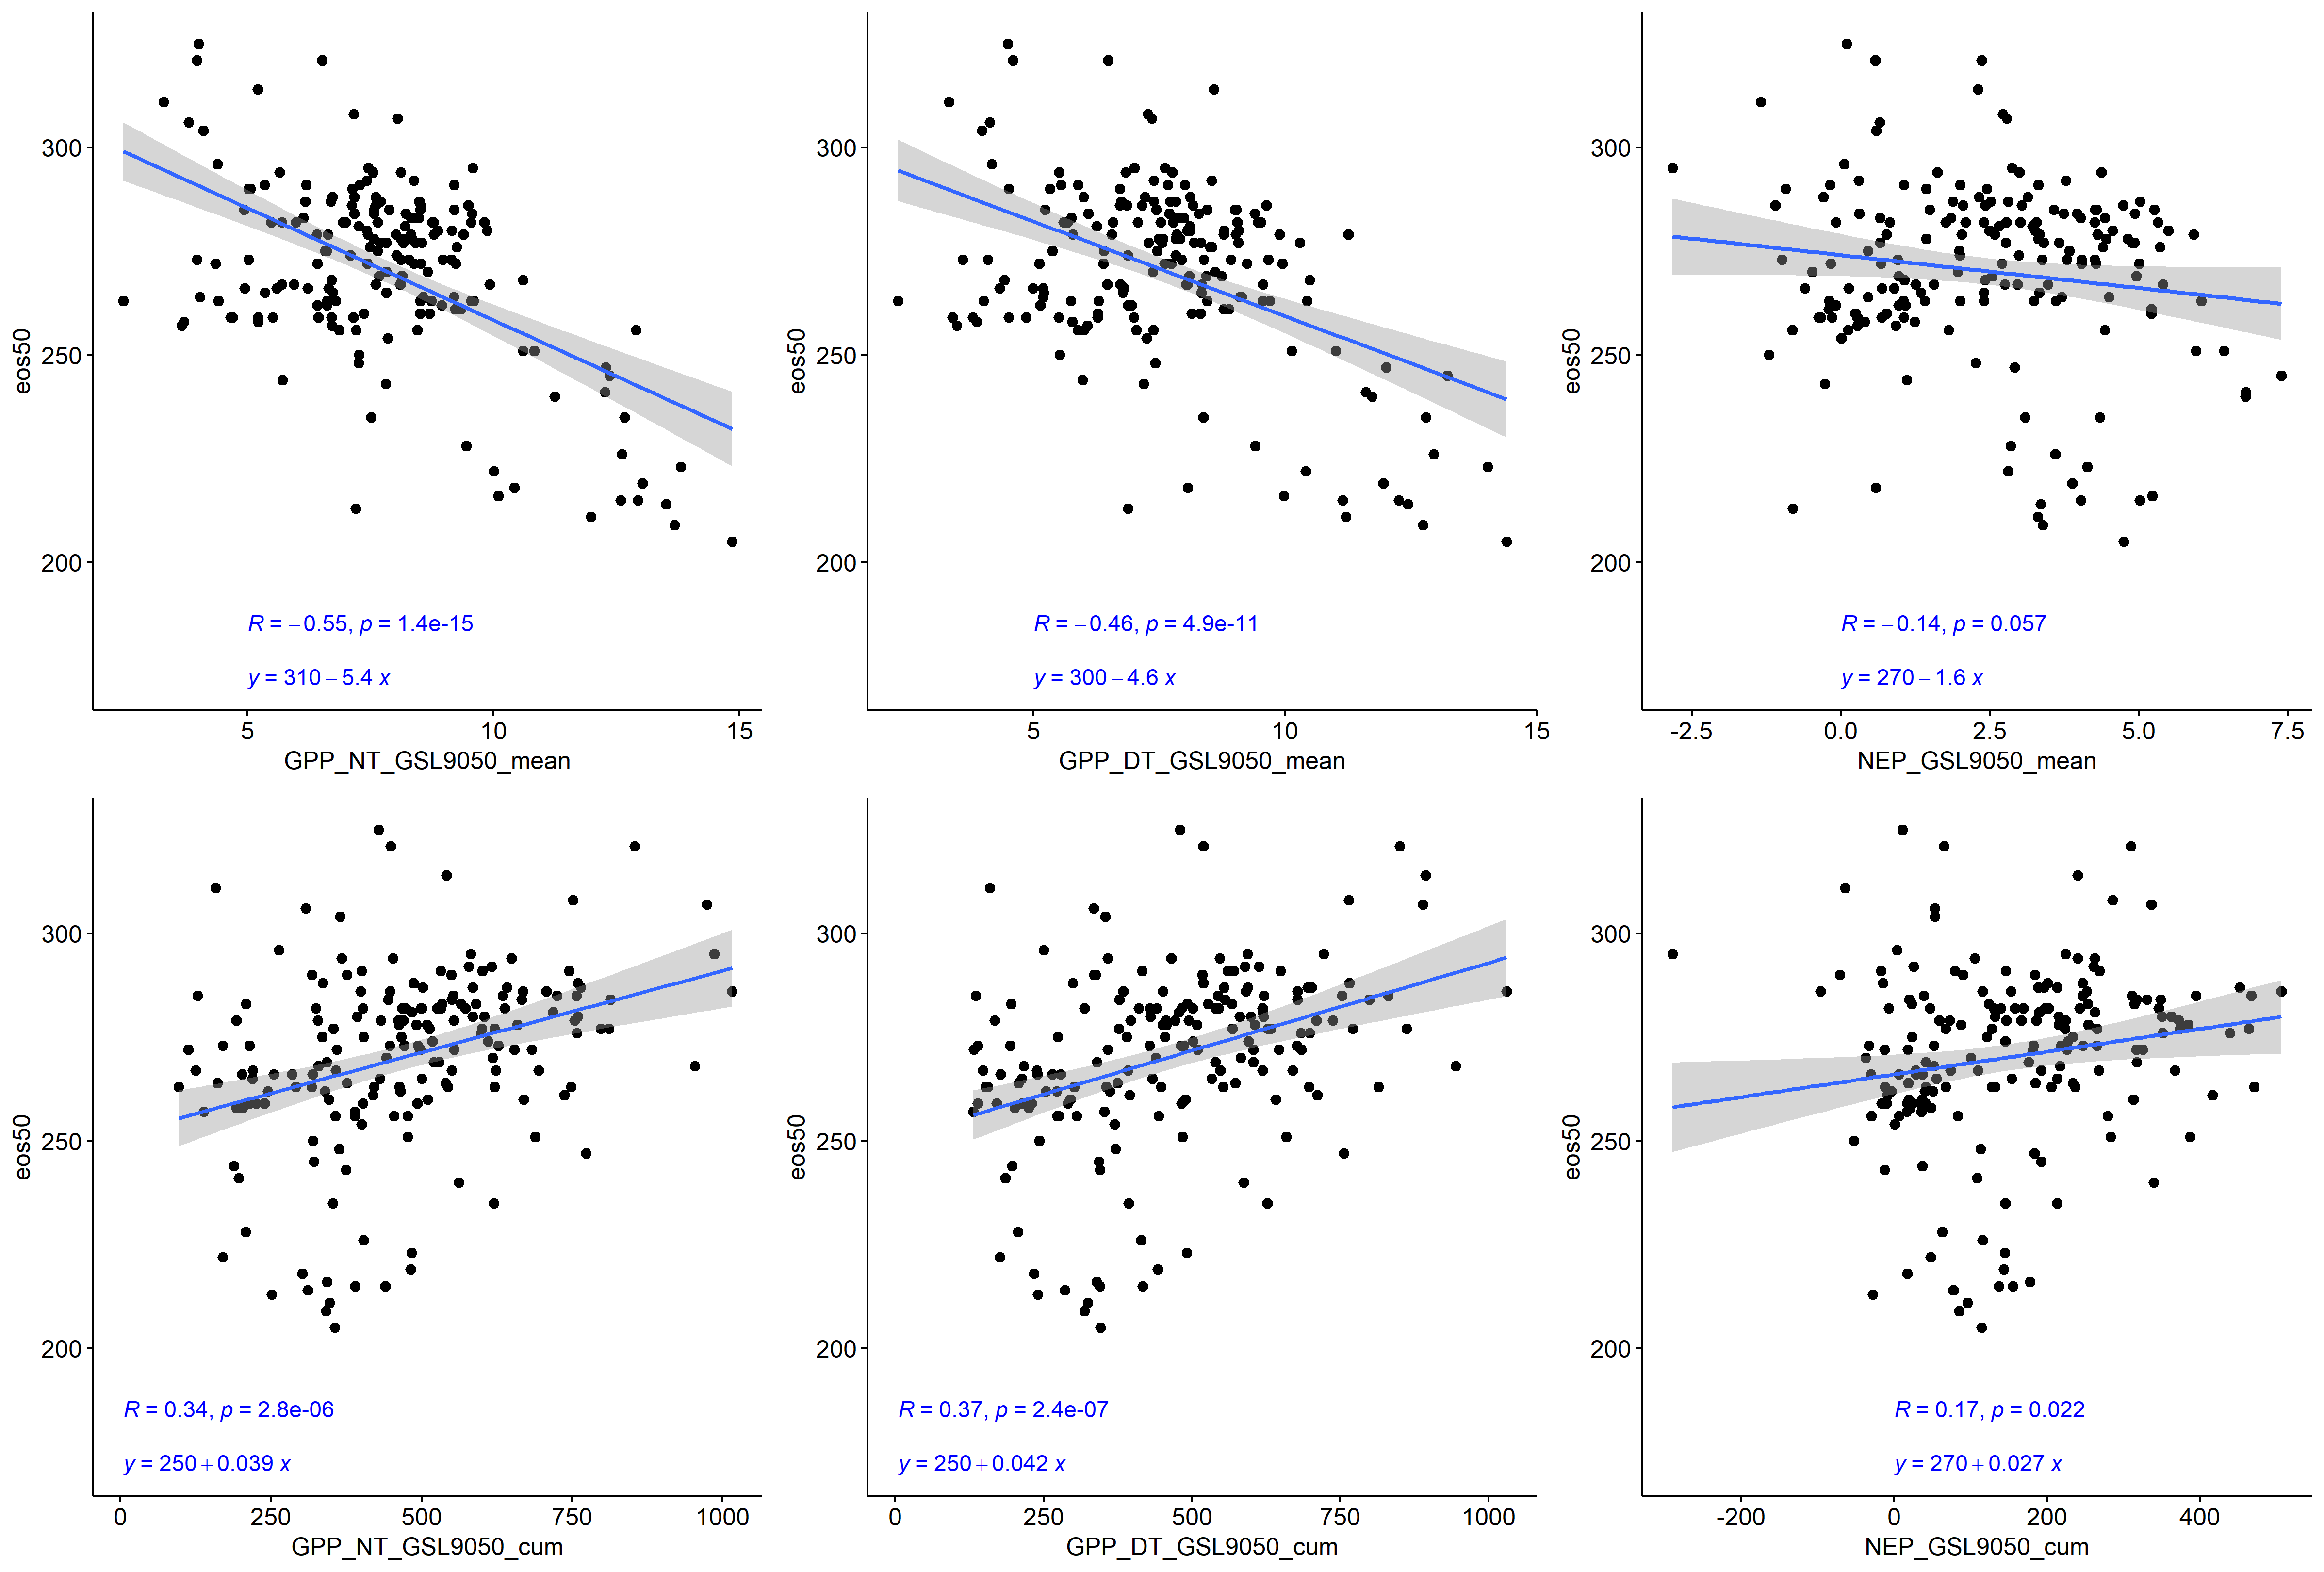 300
250
200
eos50
R = −0.55, p = 1.4e-15
y = 310 − 5.4 x
5 10 15
GPP_NT_GSL9050_mean
300
250
200
eos50
R = −0.46, p = 4.9e-11
y = 300 − 4.6 x
5 10 15
GPP_DT_GSL9050_mean
300
250
200
eos50
R = −0.14, p = 0.057
y = 270 − 1.6 x
-2.5 0.0 2.5 5.0 7.5
NEP_GSL9050_mean
300
250
200
eos50
R = 0.34, p = 2.8e-06
y = 250 + 0.039 x
0 250 500 750 1000
GPP_NT_GSL9050_cum
300
250
200
eos50
R = 0.37, p = 2.4e-07
y = 250 + 0.042 x
0 250 500 750 1000
GPP_DT_GSL9050_cum
300
250
200
eos50
R = 0.17, p = 0.022
y = 270 + 0.027 x
-200 0 200 400
NEP_GSL9050_cum